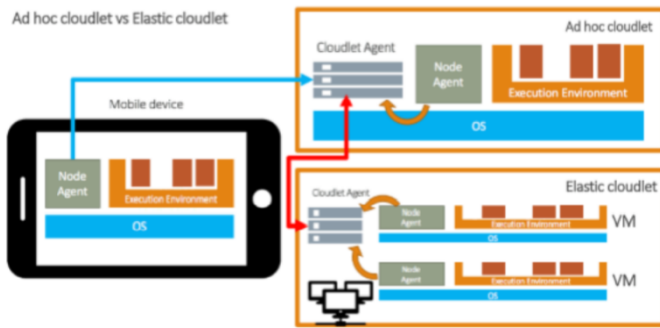 Ad hoc cloudlet vs Elastic cloudlet
Mobile device
Node
Agent
Execution Environment
OS
Ad hoc cloudlet
Cloudlet Agent
Node
Agent
Execution Environment
OS
Elastic cloudlet
Cloudlet Agent
Node
Agent
Execution Environment
VM
OS
Node
Agent
Execution Environment
VM
OS